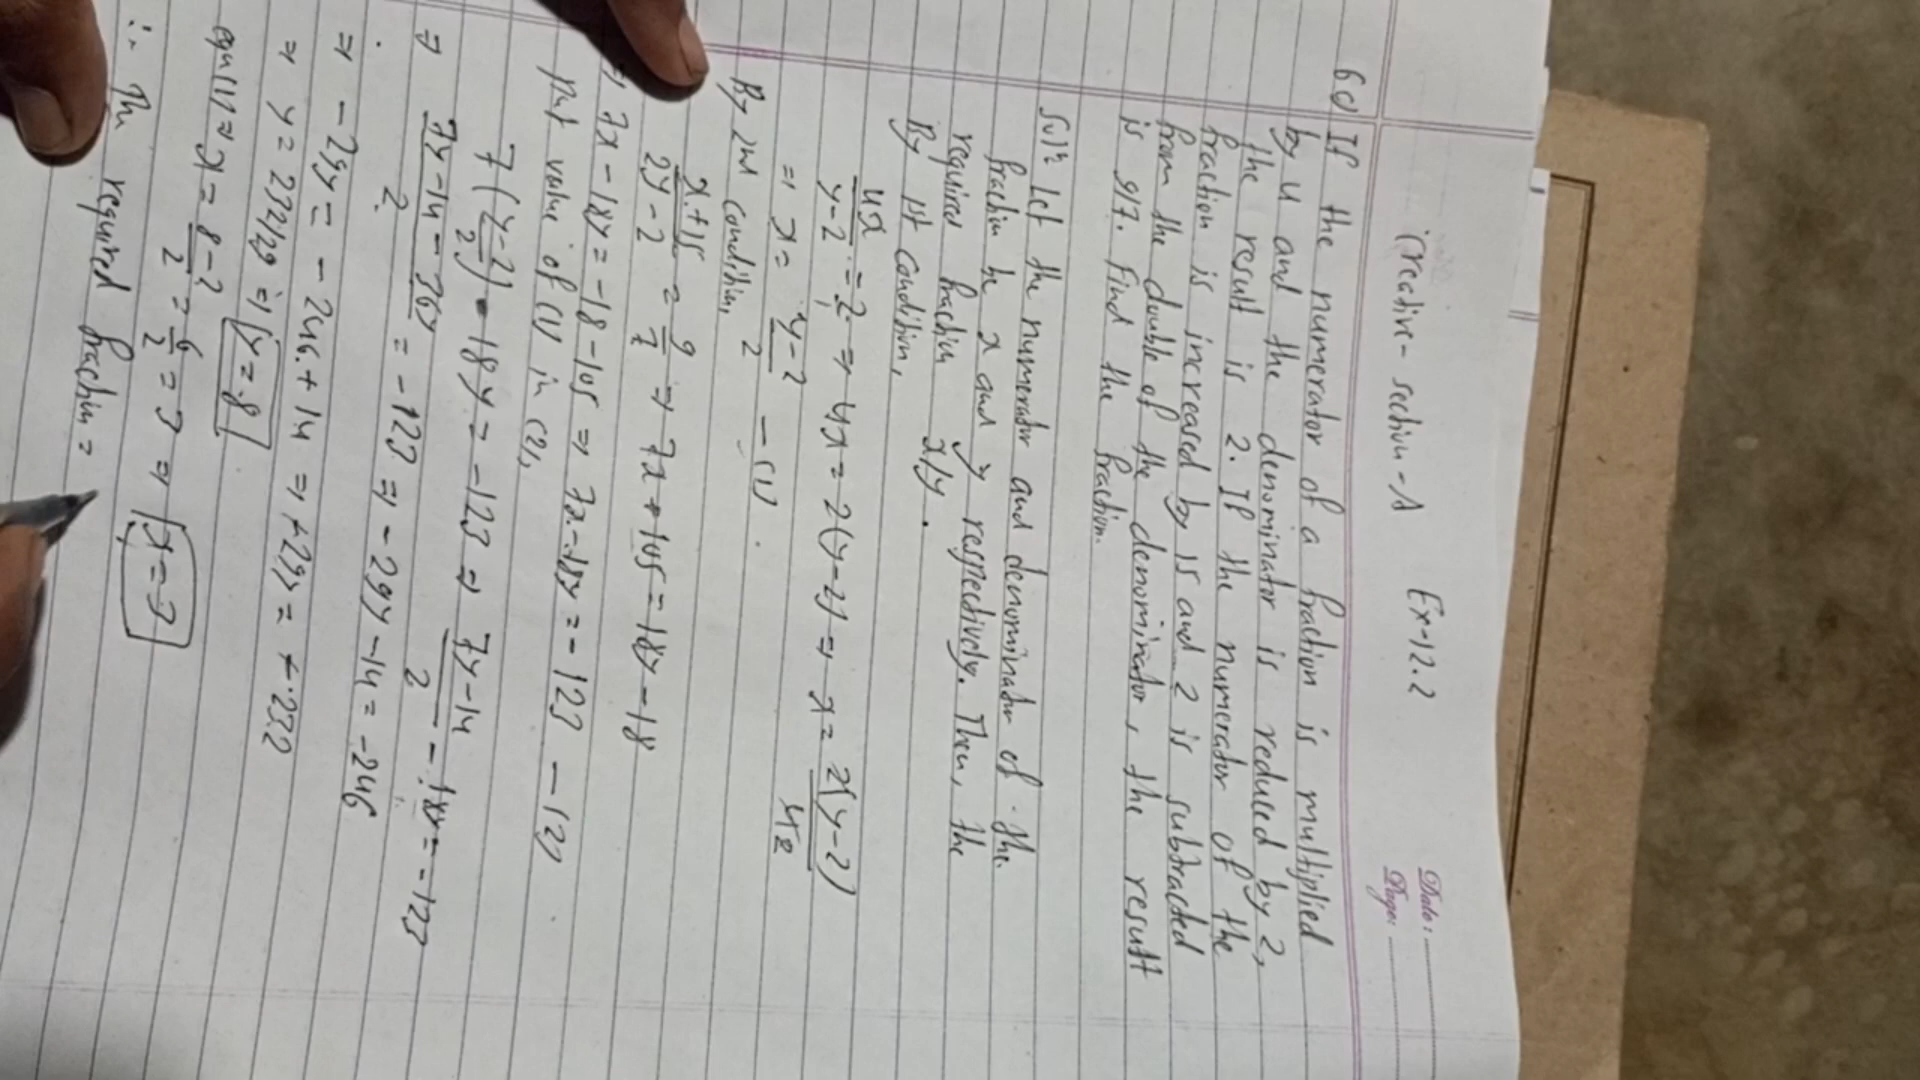 Creative - section - A Ex-12.2
Date:
Page:
6c) If the numerator of a fraction is multiplied
by 4 and the denominator is reduced by 2,
the result is 2. If the numerator of the
fraction is increased by 15 and 2 is subtracted
from the double of the denominator, the result
is 9/7. Find the fraction.
Solⁿ: Let the numerator and denominator of the
fraction be x and y respectively. Then, the
required fraction x/y.
By 1st condition,
4x/y-2 = 2 ⇒ 4x = 2(y-2) ⇒ x = 2(y-2)/42
⇒ x = y-2/2 - (1)
By 2nd condition,
x+15/2y-2 = 9/7 ⇒ 7x+105 = 18y-18
⇒ 7x-18y = -18-105 ⇒ 7x-18y = -123 - (2)
put value of (1) in (2),
7(y-2/2) - 18y = -123 ⇒ 7y-14/2 - 18y = -123
⇒ 7y-14-36y/2 = -123 ⇒ -29y-14 = -246
⇒ -29y = -246+14 ⇒ +29y = +232
⇒ y = 232/29 ⇒ y=8
eqn(1) ⇒ x = 8-2/2 = 6/2 = 3 ⇒ x=3
∴ The required fraction =